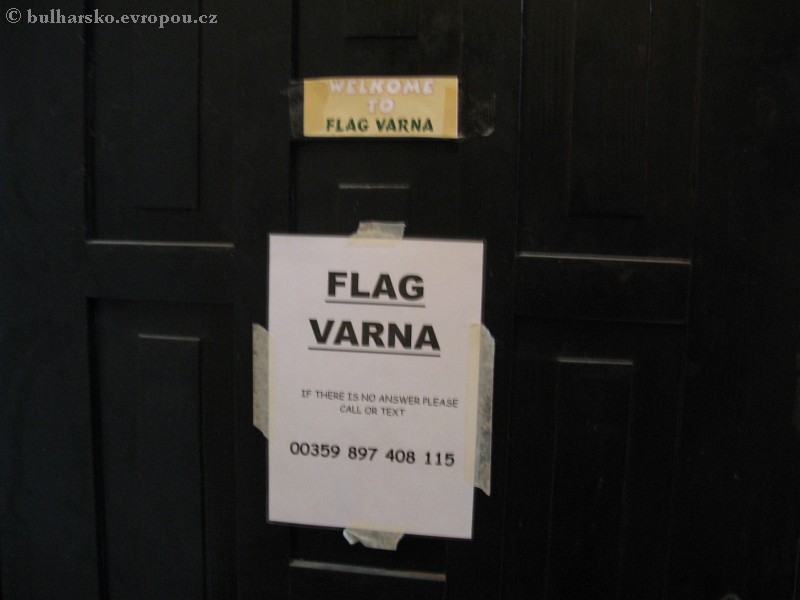 © bulharsko.evropou.cz
WELKOME
TO
FLAG VARNA
FLAG
VARNA
IF THERE IS NO ANSWER PLEASE
CALL OR TEXT
00359 897 408 115